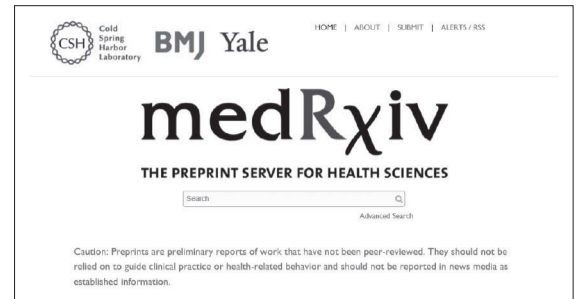 CSH
Cold
Spring
Harbor
Laboratory
BMJ Yale
HOME | ABOUT | SUBMIT | ALERTS / RSS
medRχiv
THE PREPRINT SERVER FOR HEALTH SCIENCES
Search
Advanced Search
Caution: Preprints are preliminary reports of work that have not been peer-reviewed. They should not be
relied on to guide clinical practice or health-related behavior and should not be reported in news media as
established information.